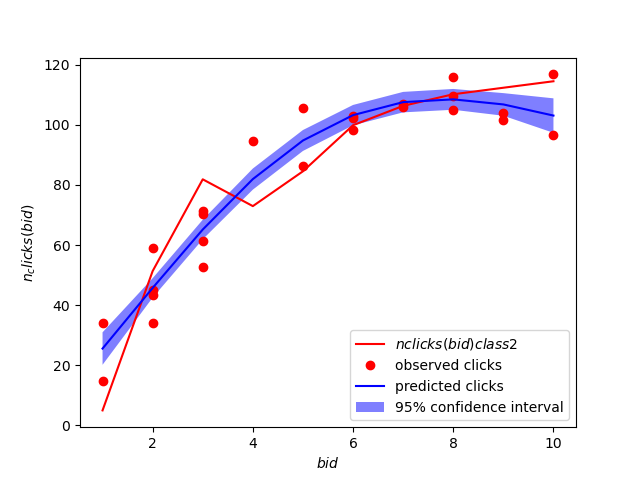 120
100
80
60
40
20
0
n_clicks(bid)
nclicks(bid)class2
observed clicks
predicted clicks
95% confidence interval
2 4 6 8 10
bid